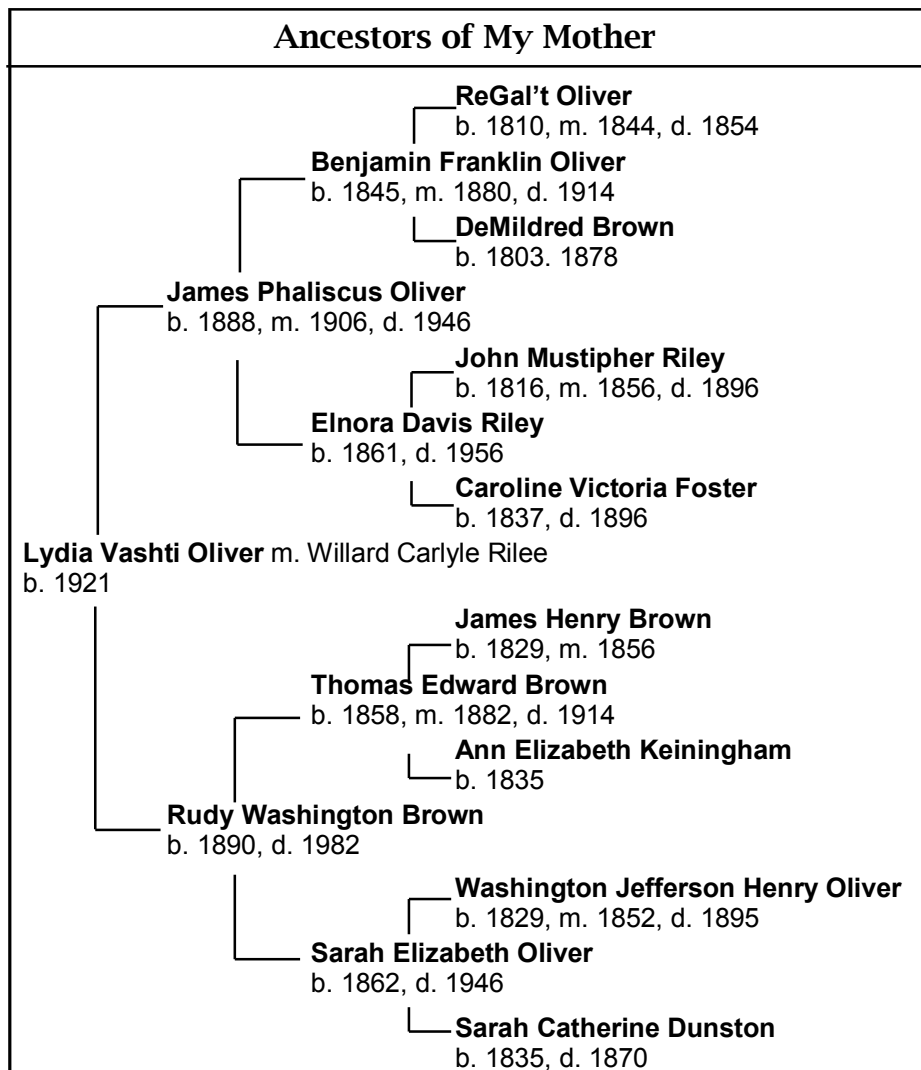 Ancestors of My Mother
ReGal't Oliver
b. 1810, m. 1844, d. 1854
Benjamin Franklin Oliver
b. 1845, m. 1880, d. 1914
DeMildred Brown
b. 1803. 1878
James Phaliscus Oliver
b. 1888, m. 1906, d. 1946
John Mustipher Riley
b. 1816, m. 1856, d. 1896
Elnora Davis Riley
b. 1861, d. 1956
Caroline Victoria Foster
b. 1837, d. 1896
Lydia Vashti Oliver m. Willard Carlyle Rilee
b. 1921
James Henry Brown
b. 1829, m. 1856
Thomas Edward Brown
b. 1858, m. 1882, d. 1914
Ann Elizabeth Keiningham
b. 1835
Rudy Washington Brown
b. 1890, d. 1982
Washington Jefferson Henry Oliver
b. 1829, m. 1852, d. 1895
Sarah Elizabeth Oliver
b. 1862, d. 1946
Sarah Catherine Dunston
b. 1835, d. 1870